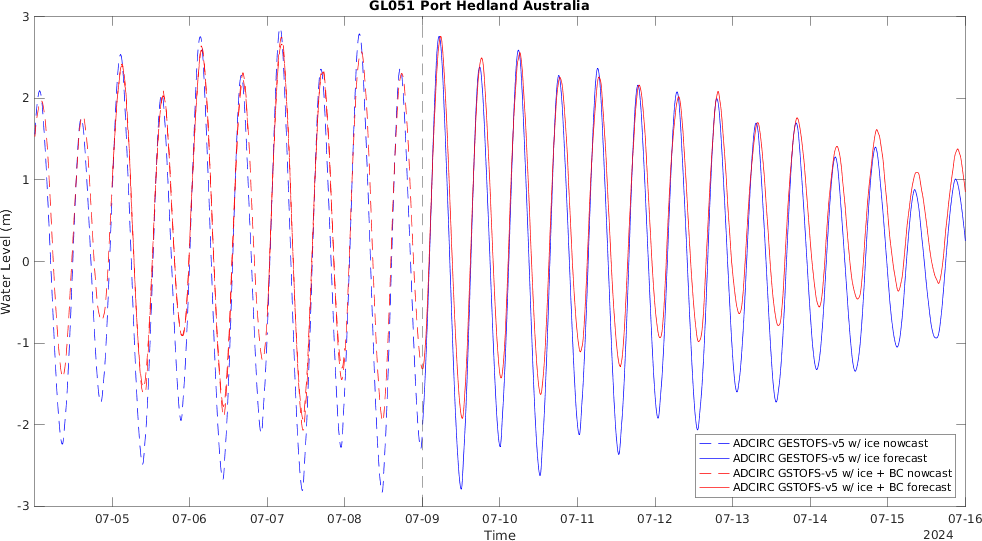 GL051 Port Hedland Australia
3
2
1
0
-1
-2
-3
Water Level (m)
ADCIRC GESTOFS-v5 w/ ice nowcast
ADCIRC GESTOFS-v5 w/ ice forecast
ADCIRC GSTOFS-v5 w/ ice + BC nowcast
ADCIRC GSTOFS-v5 w/ ice + BC forecast
07-05 07-06 07-07 07-08 07-09 07-10 07-11 07-12 07-13 07-14 07-15 07-16
Time
2024